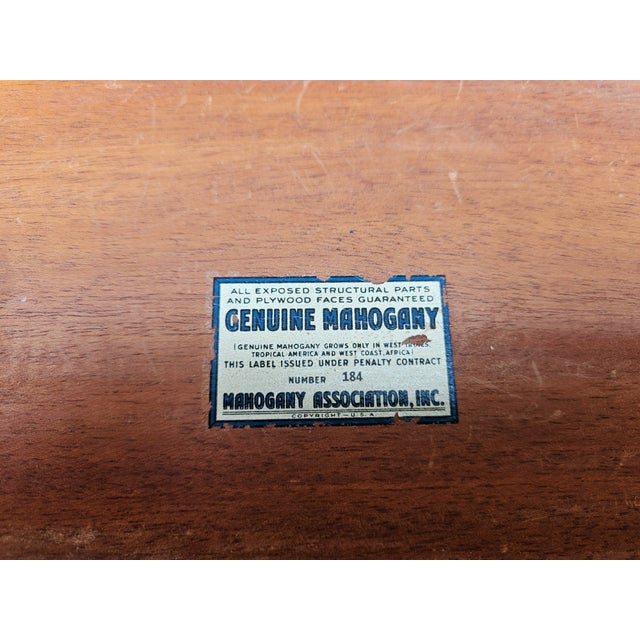 ALL EXPOSED STRUCTURAL PARTS
AND PLYWOOD FACES GUARANTEED
GENUINE MAHOGANY
(GENUINE MAHOGANY GROWS ONLY IN WEST
TROPICAL AMERICA AND WEST COAST, AFRICA)
THIS LABEL ISSUED UNDER PENALTY CONTRACT
NUMBER 184
MAHOGANY ASSOCIATION, INC.
COPYRIGHT - U.S.A.